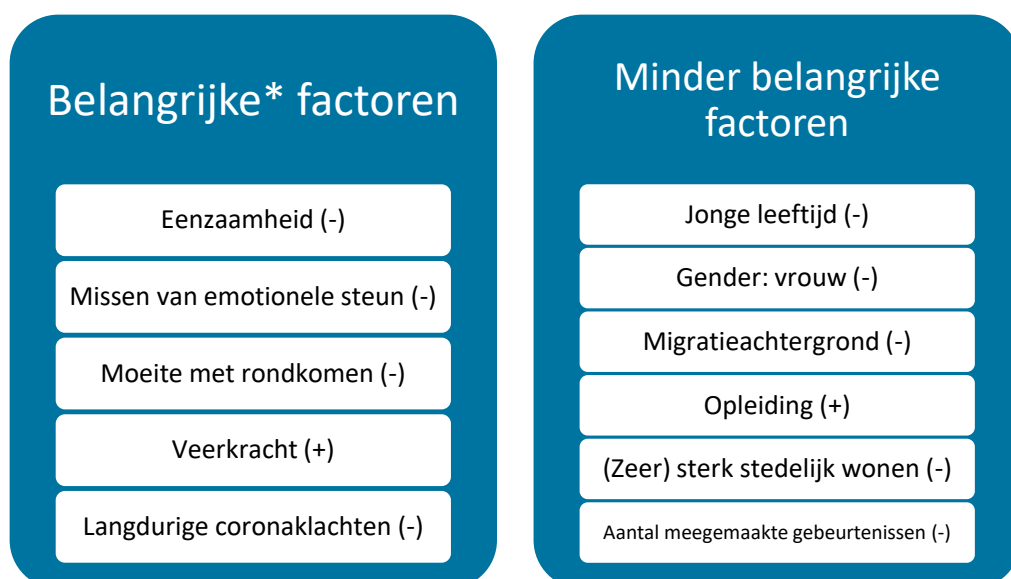 Belangrijke* factoren
Eenzaamheid (-)
Missen van emotionele steun (-)
Moeite met rondkomen (-)
Veerkracht (+)
Langdurige coronaklachten (-)
Minder belangrijke
factoren
Jonge leeftijd (-)
Gender: vrouw (-)
Migratieachtergrond (-)
Opleiding (+)
(Zeer) sterk stedelijk wonen (-)
Aantal meegemaakte gebeurtenissen (-)